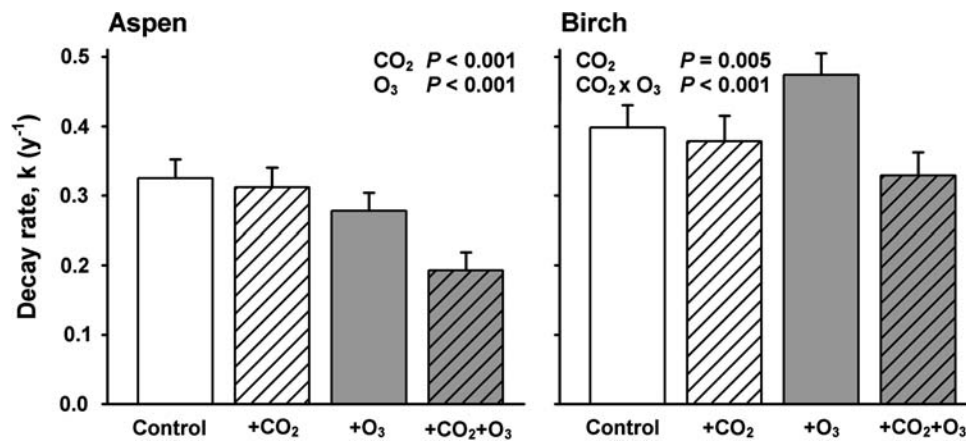 Aspen
CO₂ P < 0.001
O₃ P < 0.001
Birch
CO₂ P = 0.005
CO₂ x O₃ P < 0.001
Decay rate, k (y⁻¹)
0.5
0.4
0.3
0.2
0.1
0.0
Control +CO₂ +O₃ +CO₂+O₃
Control +CO₂ +O₃ +CO₂+O₃